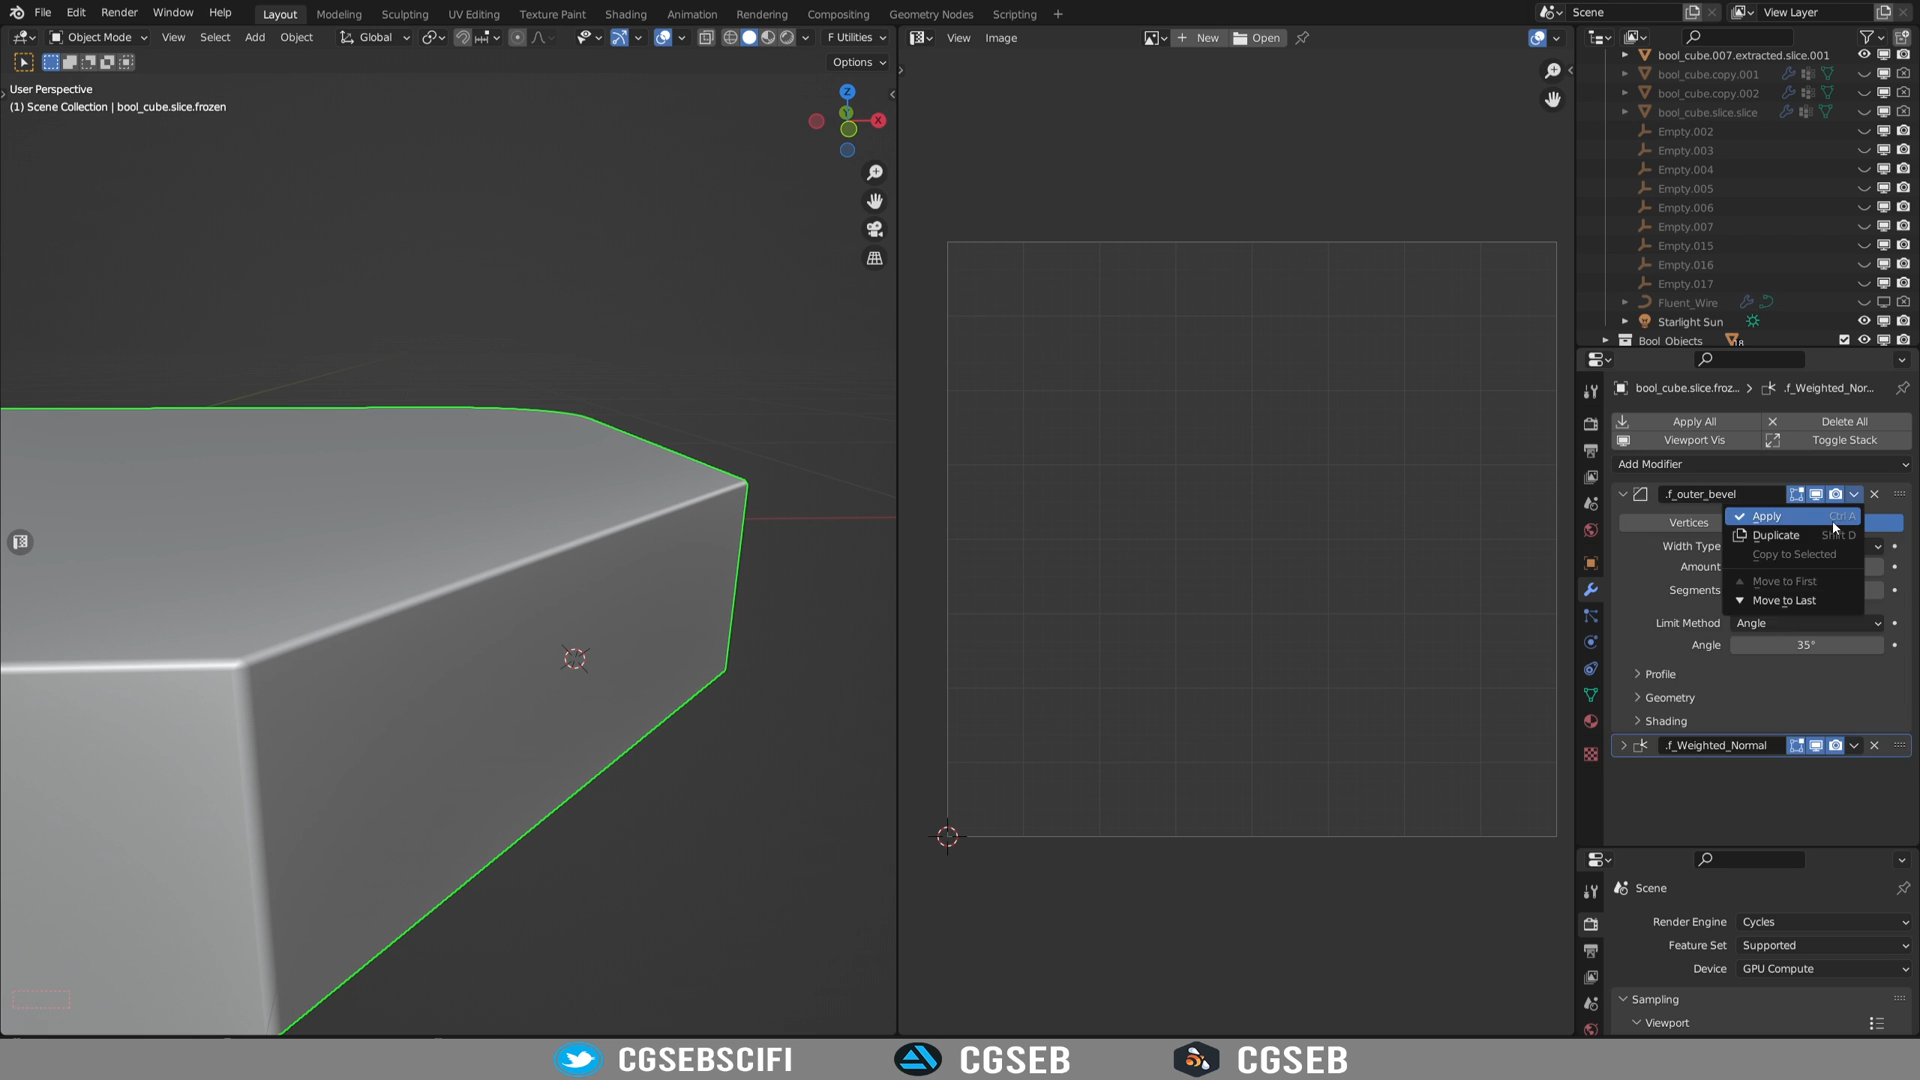 File Edit Render Window Help Layout Modeling Sculpting UV Editing Texture Paint Shading Animation Rendering Compositing Geometry Nodes Scripting + Scene View Layer
Object Mode View Select Add Object Global F Utilities View Image + New Open
Options
User Perspective
(1) Scene Collection | bool_cube.slice.frozen
Z
Y
X
bool_cube.007.extracted.slice.001
bool_cube.copy.001
bool_cube.copy.002
bool_cube.slice.slice
Empty.002
Empty.003
Empty.004
Empty.005
Empty.006
Empty.007
Empty.015
Empty.016
Empty.017
Fluent_Wire
Starlight Sun
Bool Objects 18
bool_cube.slice.froz... > .f_Weighted_Nor...
Apply All Delete All
Viewport Vis Toggle Stack
Add Modifier
.f_outer_bevel
Vertices
Apply Ctrl A
Duplicate Shift D
Copy to Selected
Move to First
Move to Last
Width Type
Amount
Segments
Limit Method Angle
Angle 35°
Profile
Geometry
Shading
.f_Weighted_Normal
Scene
Render Engine Cycles
Feature Set Supported
Device GPU Compute
Sampling
Viewport
CGSEBSCIFI CGSEB CGSEB